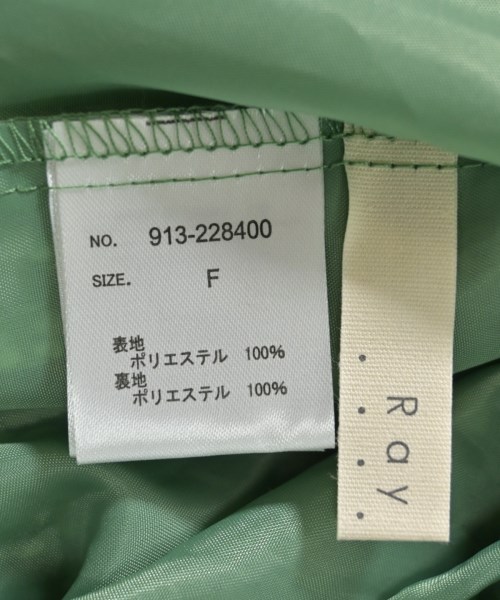 NO. 913-228400
SIZE. F
表地
ポリエステル 100%
裏地
ポリエステル 100%
Ray.